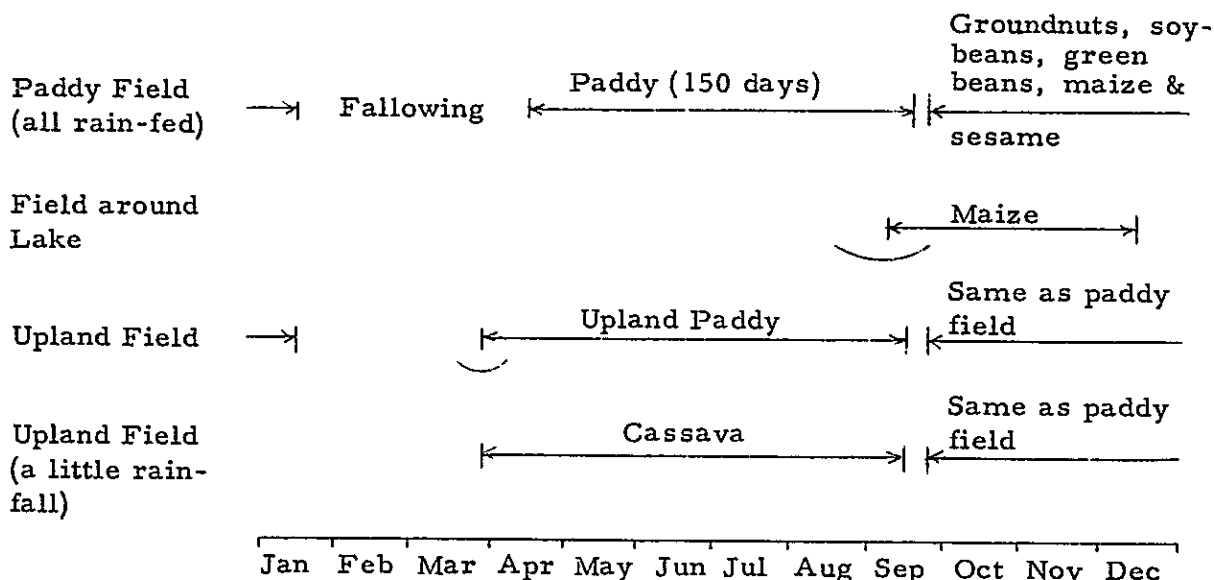 Groundnuts, soy-
beans, green
beans, maize &
sesame
Paddy Field
(all rain-fed)
Fallowing
Paddy (150 days)
Field around
Lake
Maize
Upland Field
Upland Paddy
Same as paddy
field
Upland Field
(a little rain-
fall)
Cassava
Same as paddy
field
Jan Feb Mar Apr May Jun Jul Aug Sep Oct Nov Dec